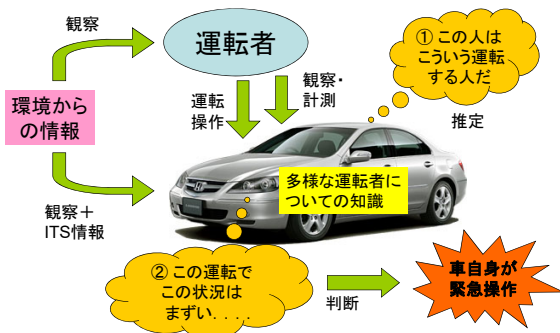 観察
運転者
① この人は
こういう運転
する人だ
環境から
の情報
運転
操作
観察・
計測
推定
多様な運転者に
ついての知識
観察＋
ITS情報
② この運転で
この状況は
まずい．．．．
判断
車自身が
緊急操作